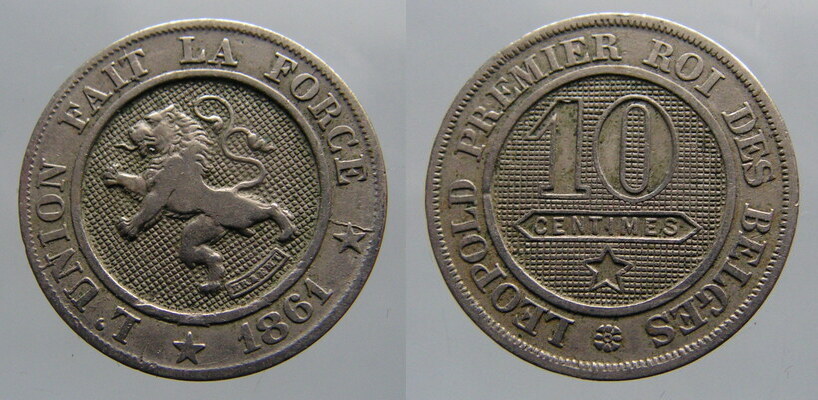 L'UNION FAIT LA FORCE
1861
LEOPOLD PREMIER ROI DES BELGES
10
CENTIMES